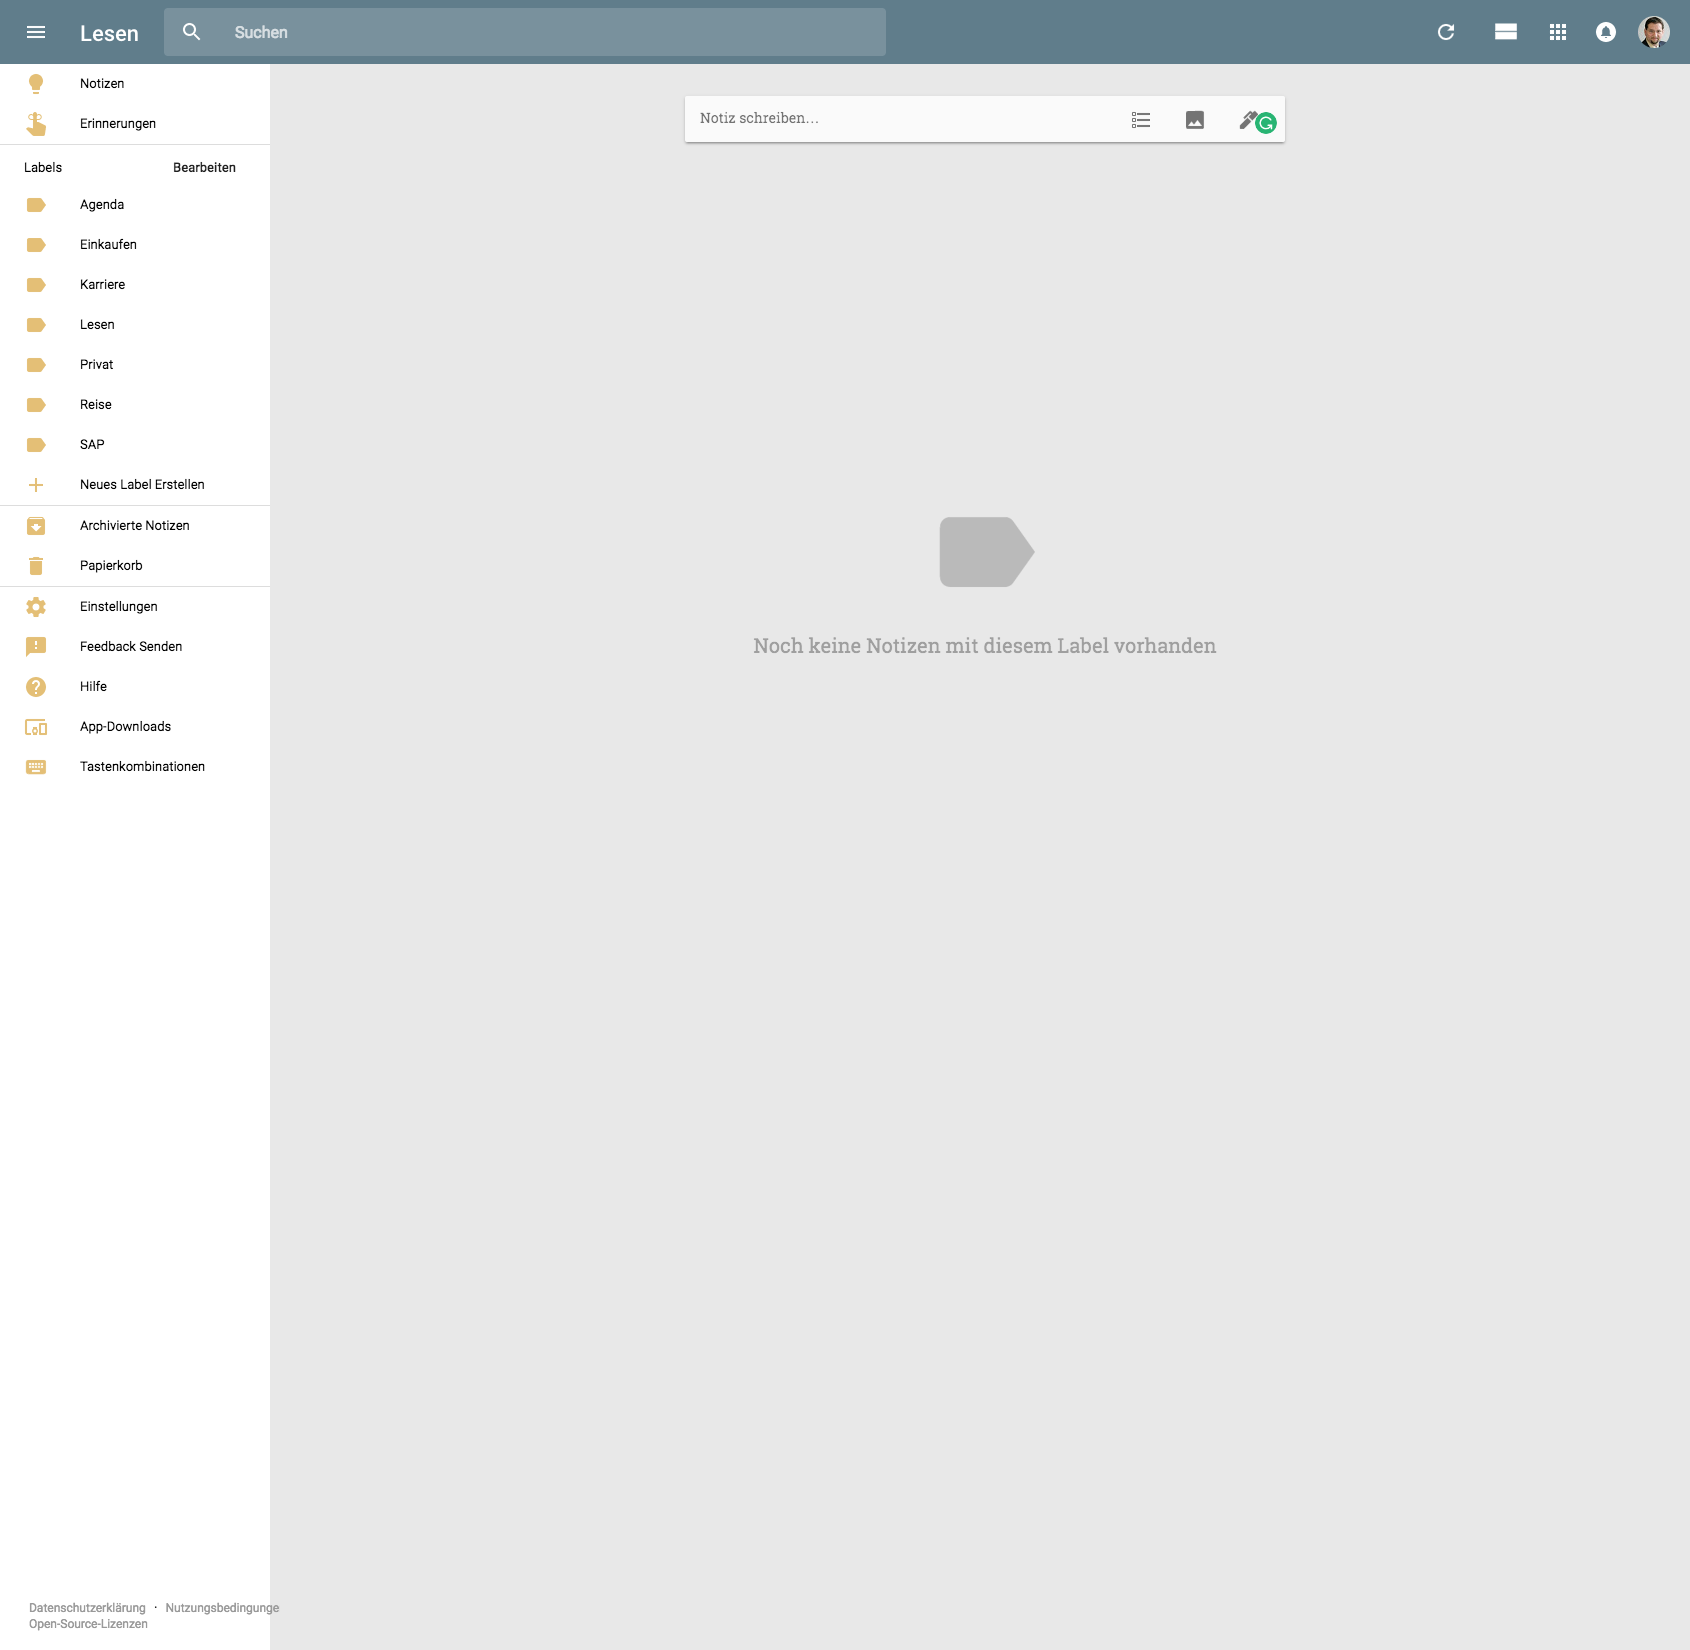 Lesen
Suchen
Notizen
Erinnerungen
Labels Bearbeiten
Agenda
Einkaufen
Karriere
Lesen
Privat
Reise
SAP
Neues Label Erstellen
Archivierte Notizen
Papierkorb
Einstellungen
Feedback Senden
Hilfe
App-Downloads
Tastenkombinationen
Notiz schreiben…
Noch keine Notizen mit diesem Label vorhanden
Datenschutzerklärung · Nutzungsbedingunge
Open-Source-Lizenzen